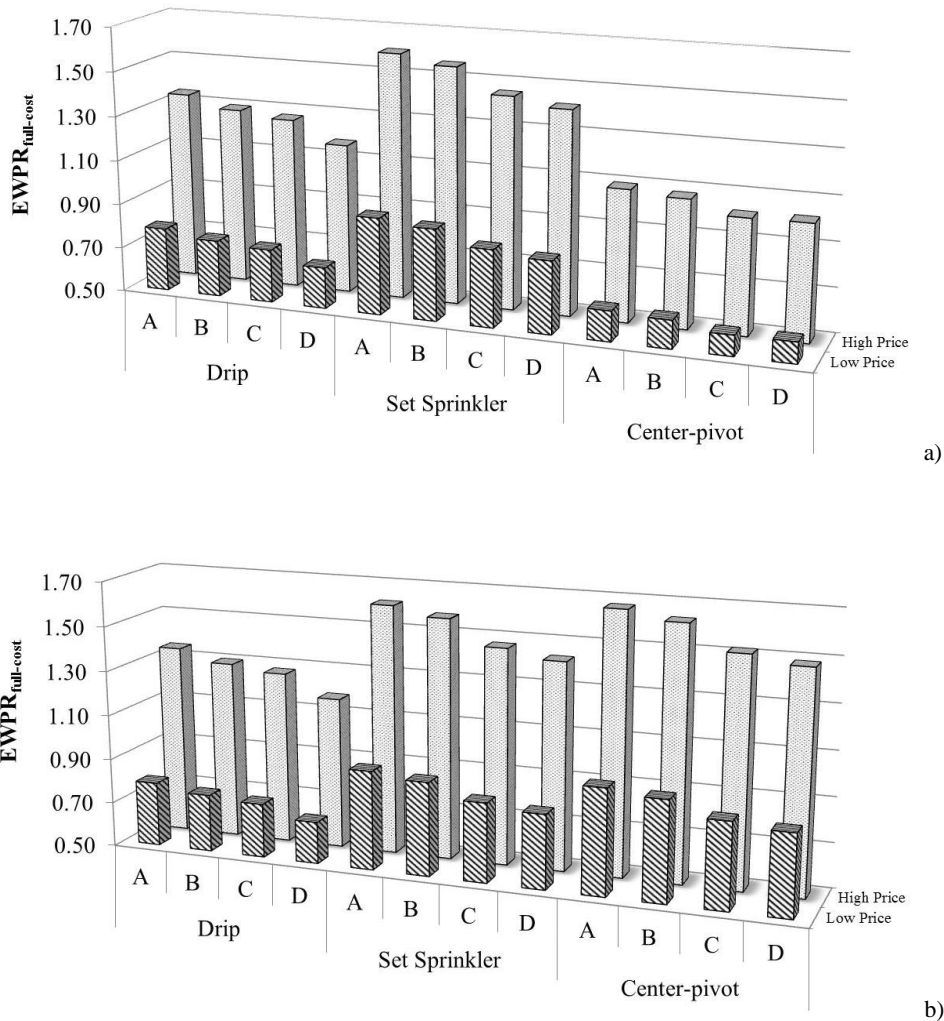 1.70
1.50
1.30
1.10
0.90
0.70
0.50
EWPRfull-cost
A B C D A B C D A B C D
Drip
Set Sprinkler
Center-pivot
High Price
Low Price
a)
1.70
1.50
1.30
1.10
0.90
0.70
0.50
EWPRfull-cost
A B C D A B C D A B C D
Drip
Set Sprinkler
Center-pivot
High Price
Low Price
b)